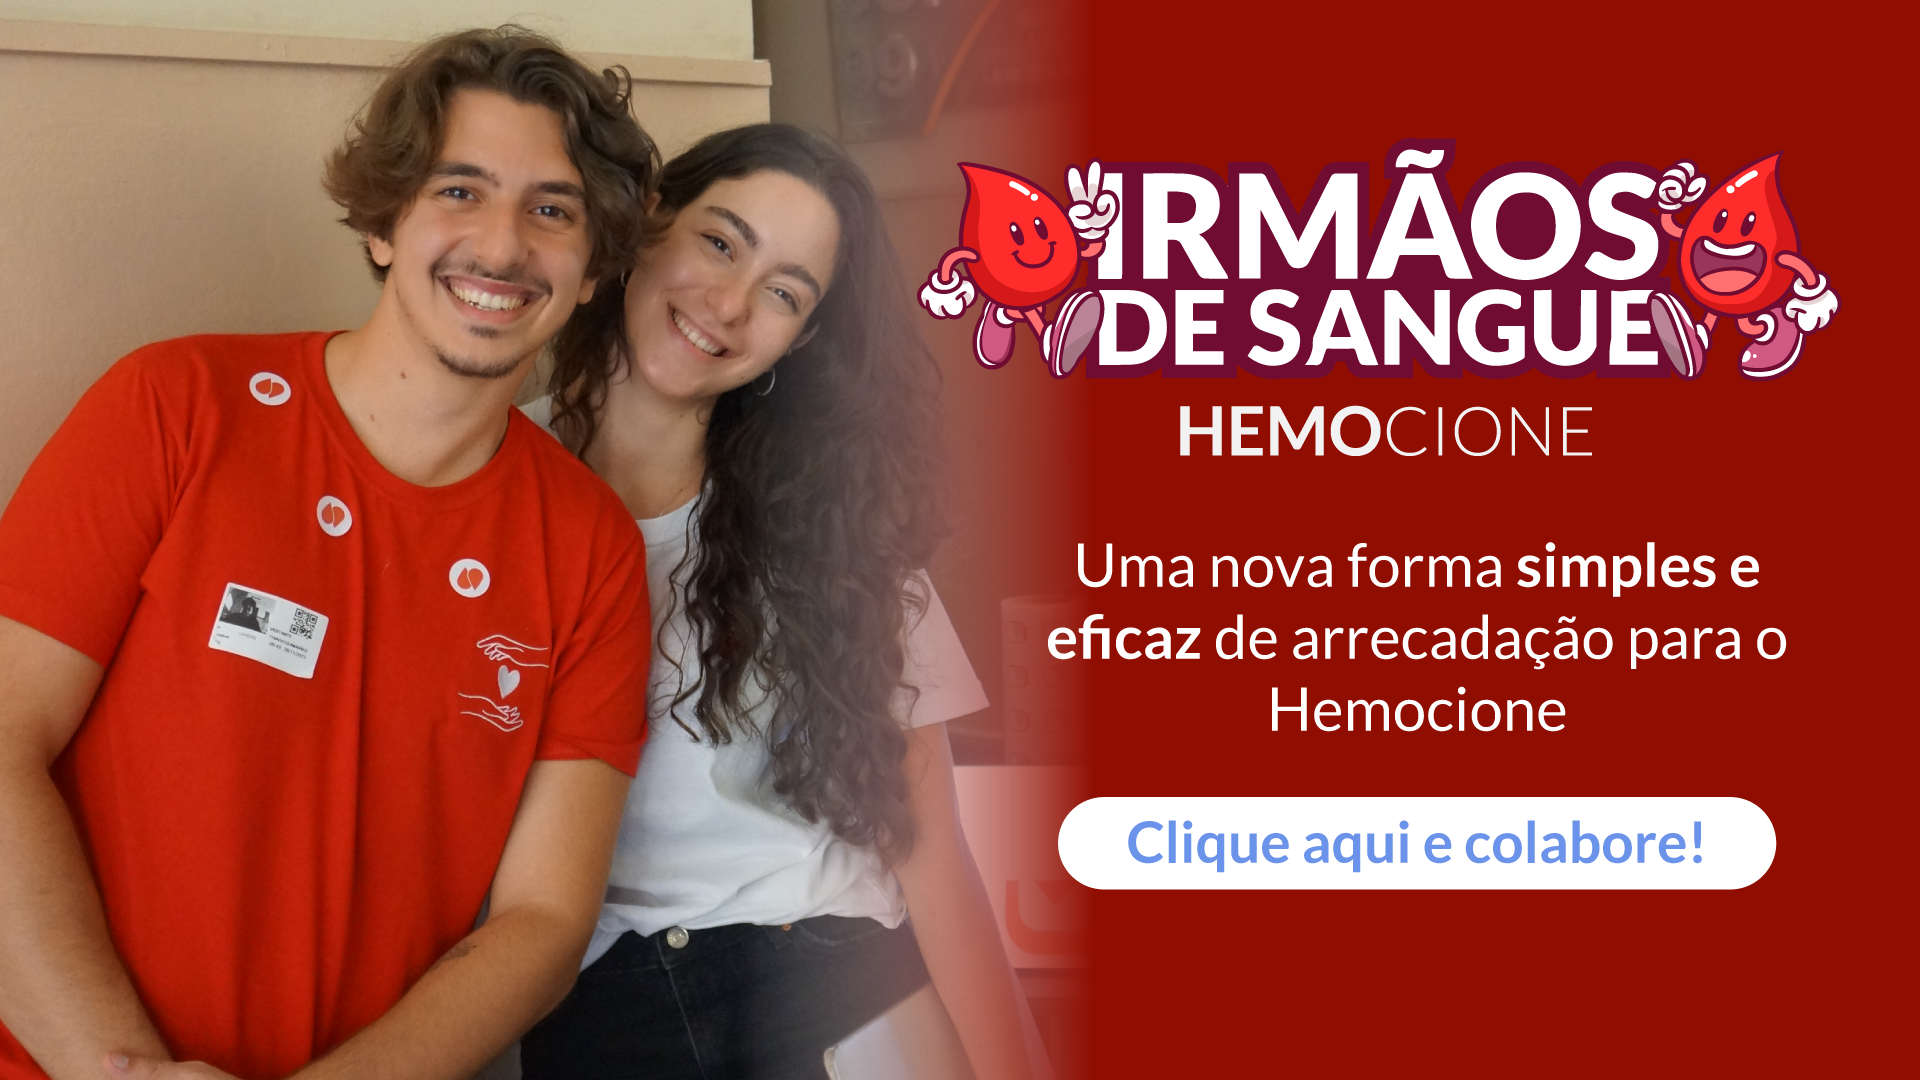 IRMÃOS
DE SANGUE
HEMOCIONE
Uma nova forma simples e
eficaz de arrecadação para o
Hemocione
Clique aqui e colabore!